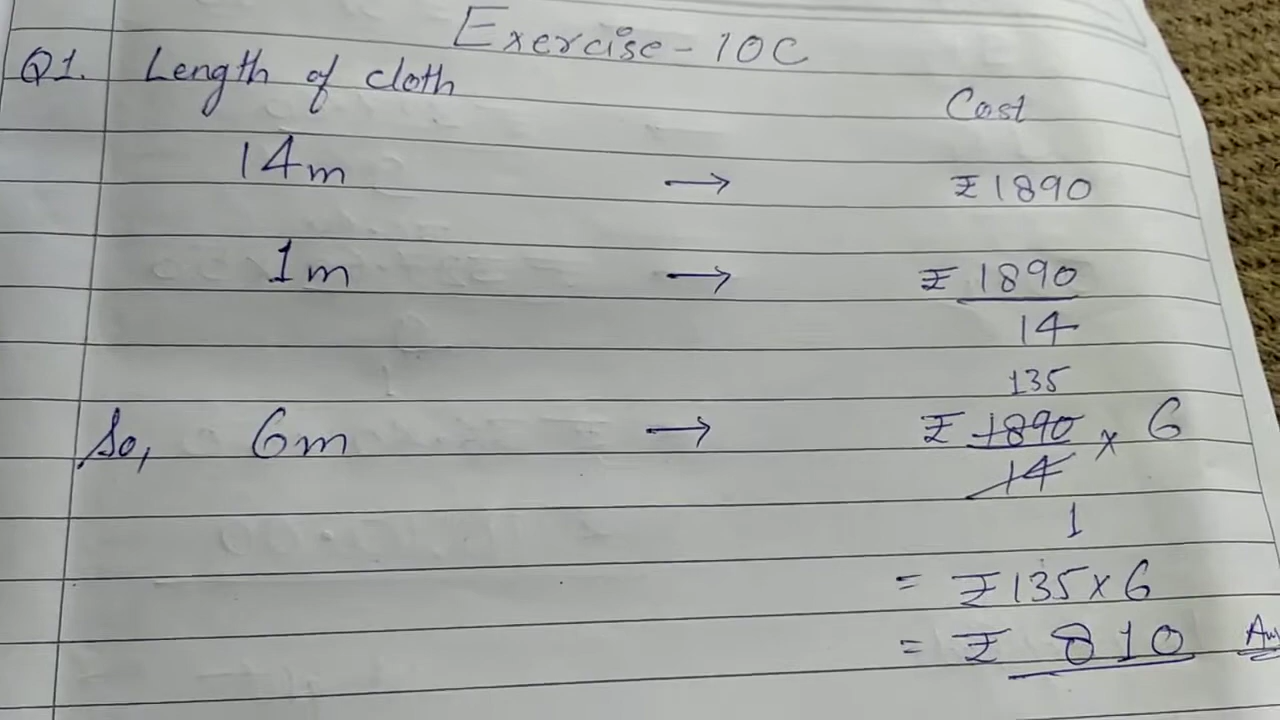 Exercise - 10C
Q1. Length of cloth Cost
14m → ₹1890
1m → ₹ 1890
14
135
So, 6m → ₹ 1890 × 6
14
1
= ₹135×6
= ₹ 810